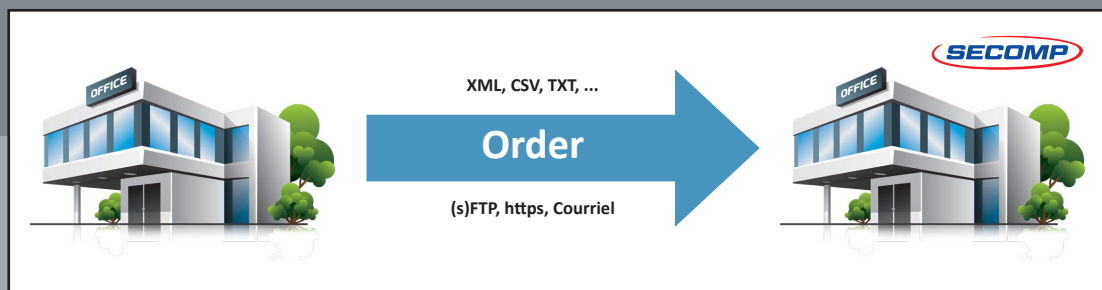 SECOMP
OFFICE
XML, CSV, TXT, ...
OFFICE
Order
(s)FTP, https, Courriel